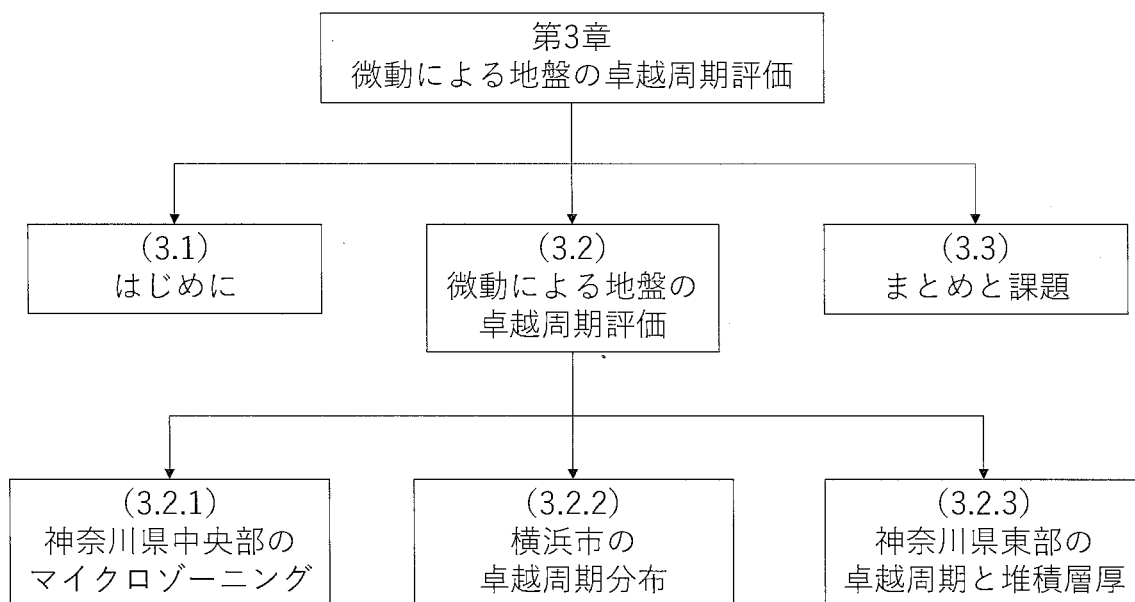 第3章
微動による地盤の卓越周期評価
(3.1)
はじめに
(3.2)
微動による地盤の
卓越周期評価
(3.3)
まとめと課題
(3.2.1)
神奈川県中央部の
マイクロゾーニング
(3.2.2)
横浜市の
卓越周期分布
(3.2.3)
神奈川県東部の
卓越周期と堆積層厚